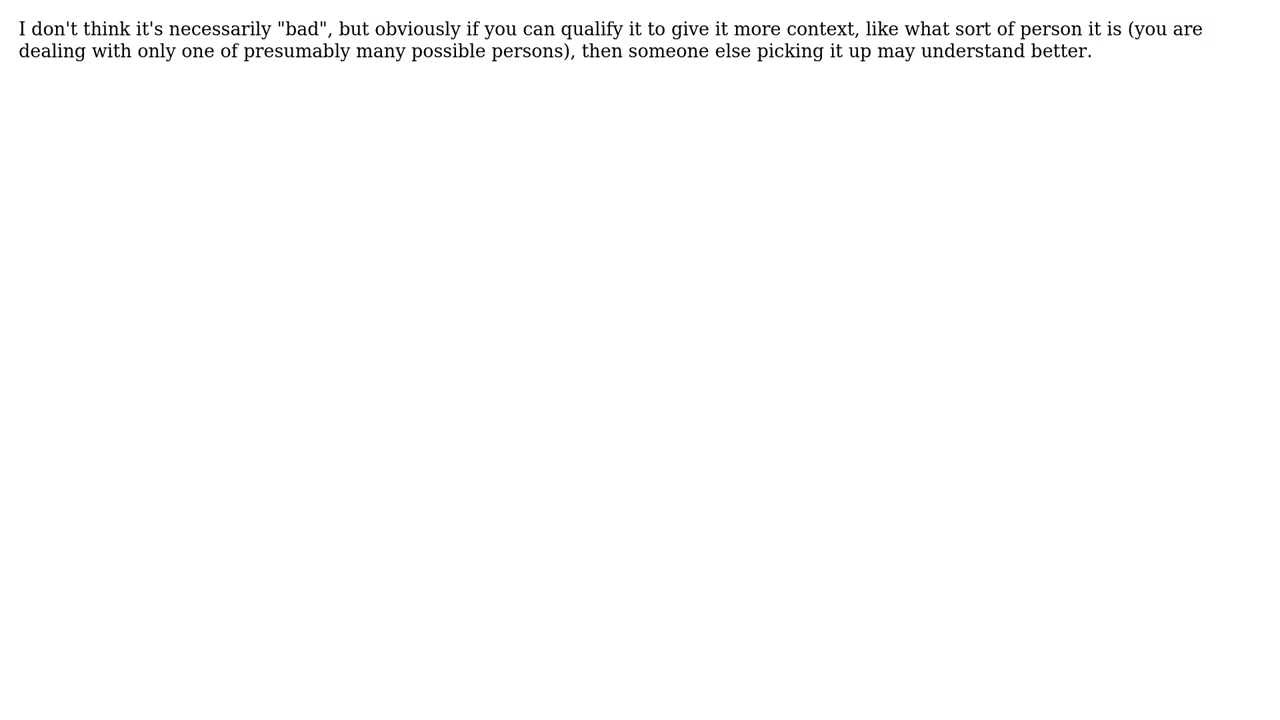 I don't think it's necessarily "bad", but obviously if you can qualify it to give it more context, like what sort of person it is (you are
dealing with only one of presumably many possible persons), then someone else picking it up may understand better.